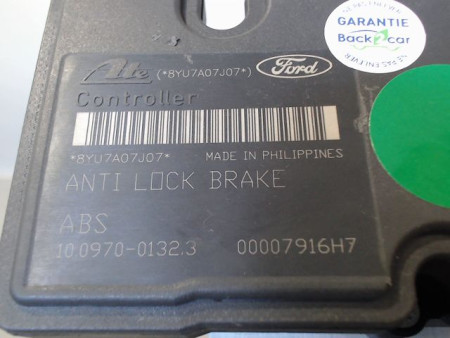 Ate (*8YU7A07J07*) Ford
Controller
*8YU7A07J07* MADE IN PHILIPPINES
ANTI LOCK BRAKE
ABS
10.0970-0132.3 00007916H7
GARANTIE
Back2car